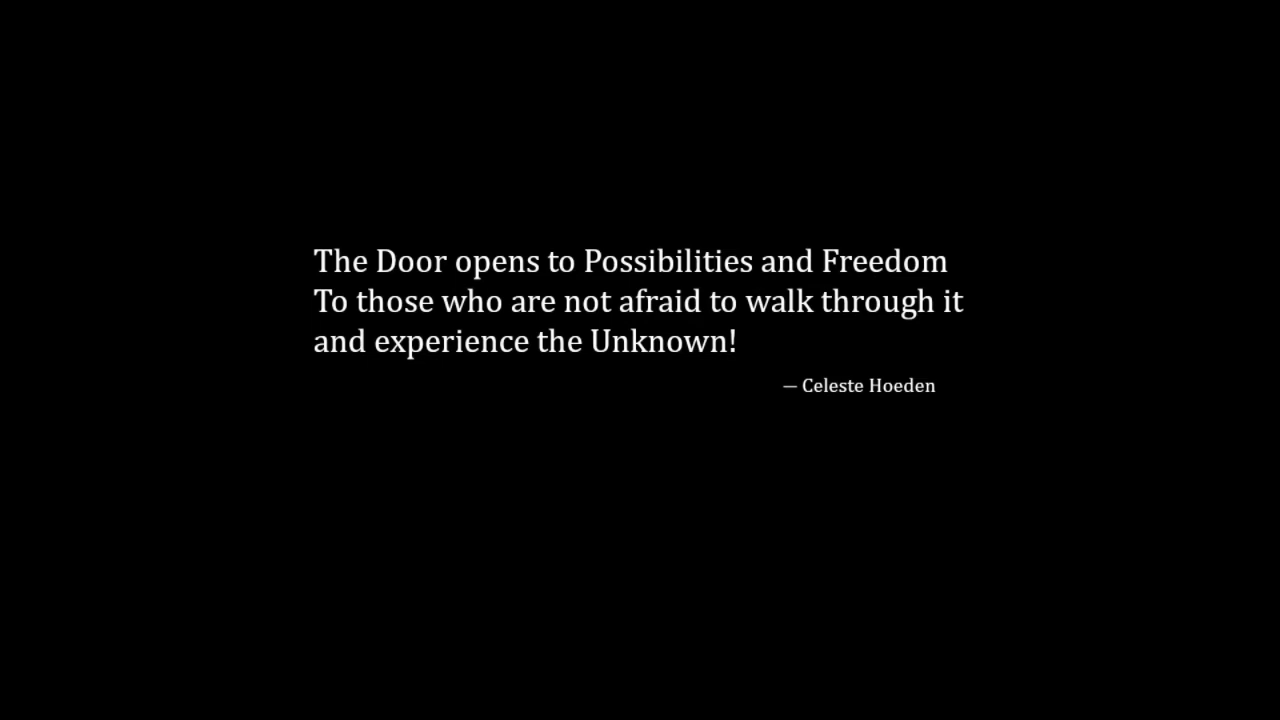 The Door opens to Possibilities and Freedom
To those who are not afraid to walk through it
and experience the Unknown!
— Celeste Hoeden